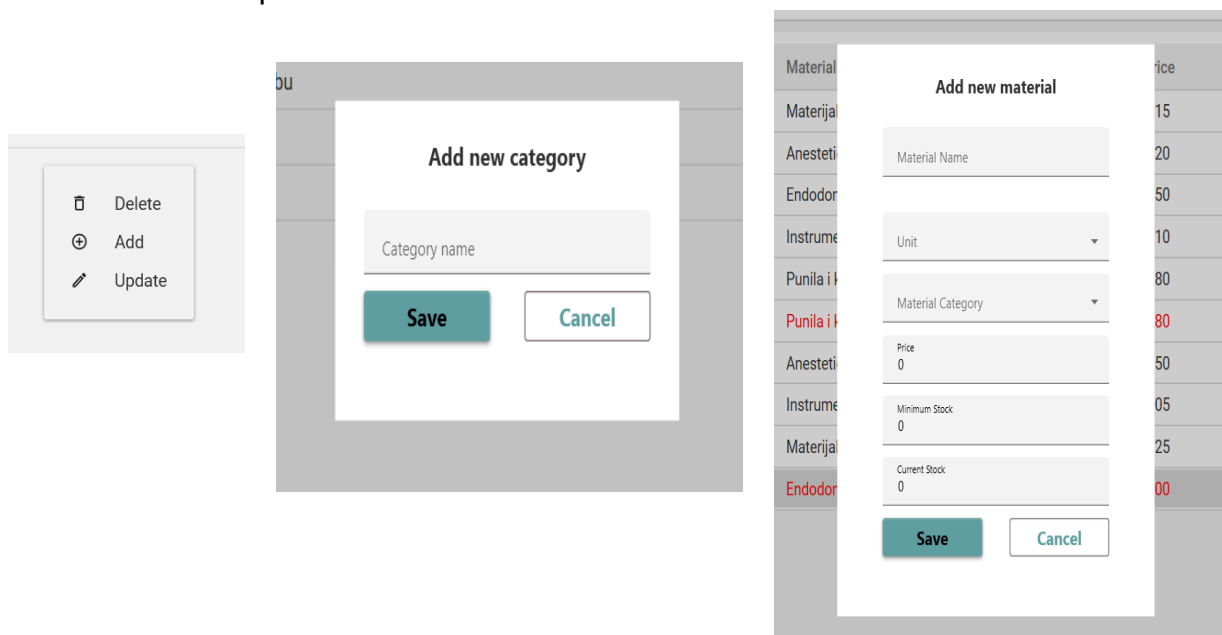 Delete
Add
Update
bu
Add new category
Category name
Save
Cancel
Material
rice
Materijal
15
Anesteti
20
Endodor
50
Instrume
10
Punila i k
80
Punila i k
80
Anesteti
50
Instrume
05
Materijal
25
Endodor
00
Add new material
Material Name
Unit
Material Category
Price
0
Minimum Stock
0
Current Stock
0
Save
Cancel